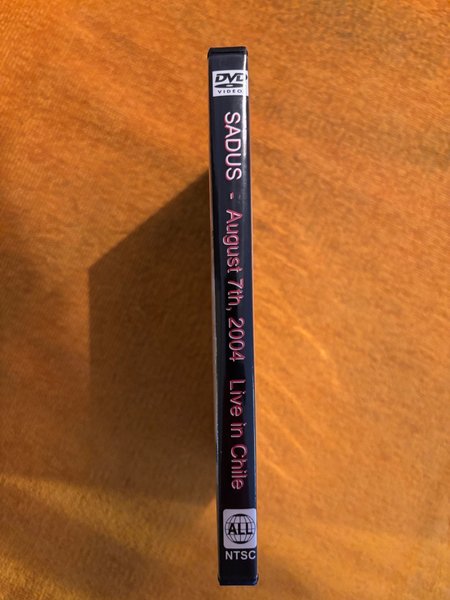 DVD
VIDEO
SADUS - August 7th, 2004 Live in Chile
ALL
NTSC